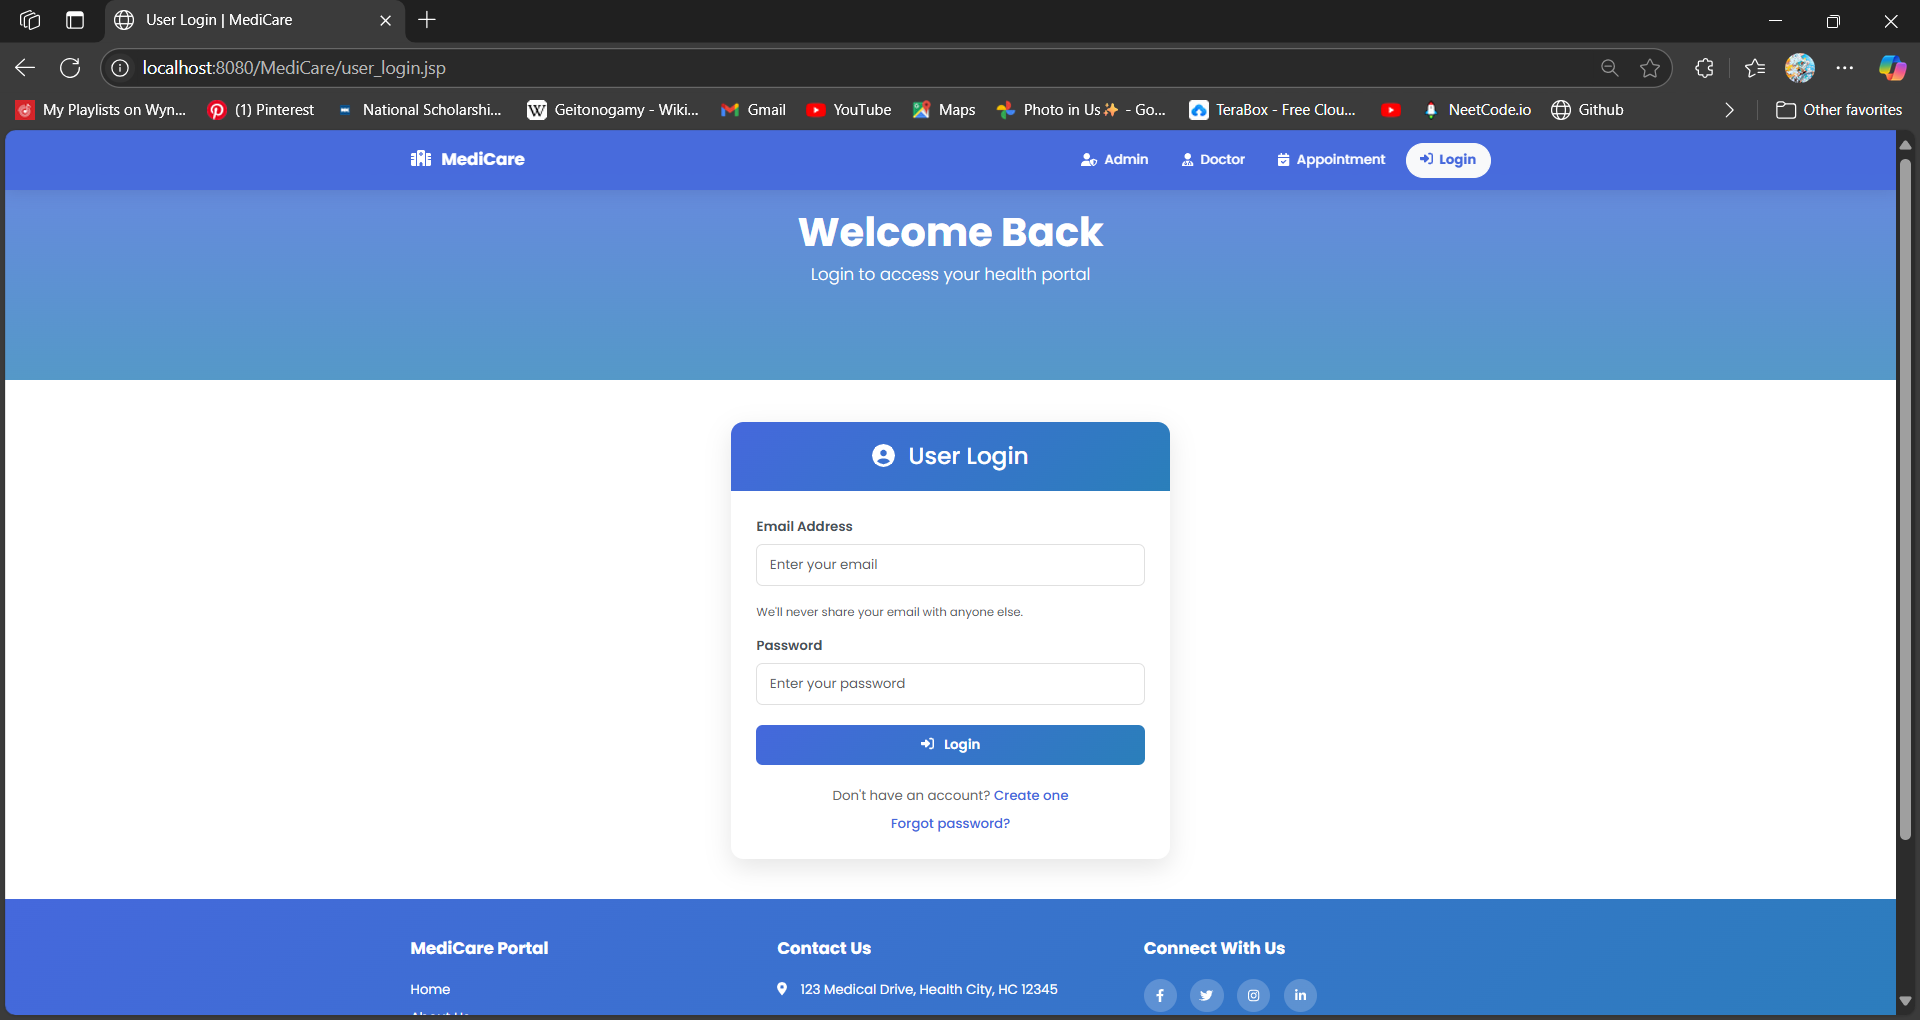 User Login | MediCare
localhost:8080/MediCare/user_login.jsp
My Playlists on Wyn... (1) Pinterest National Scholarshi... Geitonogamy - Wiki... Gmail YouTube Maps Photo in Us✨ - Go... TeraBox - Free Clou... NeetCode.io Github Other favorites
MediCare Admin Doctor Appointment Login
Welcome Back
Login to access your health portal
User Login
Email Address
Enter your email
We'll never share your email with anyone else.
Password
Enter your password
Login
Don't have an account? Create one
Forgot password?
MediCare Portal Contact Us Connect With Us
Home 123 Medical Drive, Health City, HC 12345